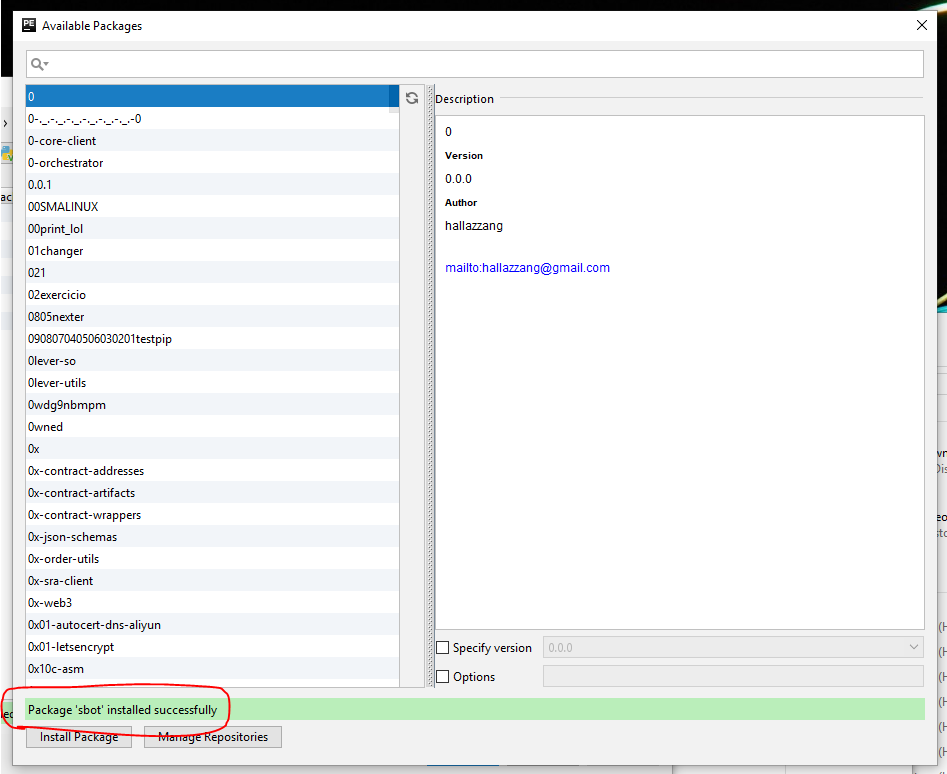 PE Available Packages
0
0-._.-._.-._.-._.-._.-._.-0
0-core-client
0-orchestrator
0.0.1
00SMALINUX
00print_lol
01changer
021
02exercicio
0805nexter
090807040506030201testpip
0lever-so
0lever-utils
0wdg9nbmpm
0wned
0x
0x-contract-addresses
0x-contract-artifacts
0x-contract-wrappers
0x-json-schemas
0x-order-utils
0x-sra-client
0x-web3
0x01-autocert-dns-aliyun
0x01-letsencrypt
0x10c-asm
Description
0
Version
0.0.0
Author
hallazzang
mailto:hallazzang@gmail.com
Specify version 0.0.0
Options
Package 'sbot' installed successfully
Install Package Manage Repositories